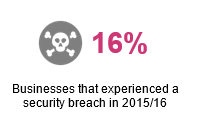 16%
Businesses that experienced a
security breach in 2015/16